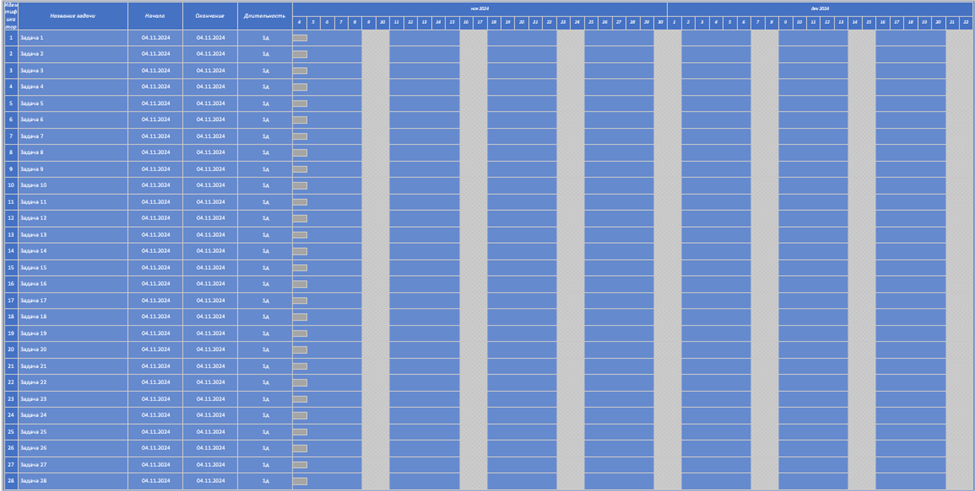 Иден тиф ика тор Название задачи Начало Окончание Длительность ноя 2024 дек 2024
4 5 6 7 8 9 10 11 12 13 14 15 16 17 18 19 20 21 22 23 24 25 26 27 28 29 30 1 2 3 4 5 6 7 8 9 10 11 12 13 14 15 16 17 18 19 20 21 22
1 Задача 1 04.11.2024 04.11.2024 1д
2 Задача 2 04.11.2024 04.11.2024 1д
3 Задача 3 04.11.2024 04.11.2024 1д
4 Задача 4 04.11.2024 04.11.2024 1д
5 Задача 5 04.11.2024 04.11.2024 1д
6 Задача 6 04.11.2024 04.11.2024 1д
7 Задача 7 04.11.2024 04.11.2024 1д
8 Задача 8 04.11.2024 04.11.2024 1д
9 Задача 9 04.11.2024 04.11.2024 1д
10 Задача 10 04.11.2024 04.11.2024 1д
11 Задача 11 04.11.2024 04.11.2024 1д
12 Задача 12 04.11.2024 04.11.2024 1д
13 Задача 13 04.11.2024 04.11.2024 1д
14 Задача 14 04.11.2024 04.11.2024 1д
15 Задача 15 04.11.2024 04.11.2024 1д
16 Задача 16 04.11.2024 04.11.2024 1д
17 Задача 17 04.11.2024 04.11.2024 1д
18 Задача 18 04.11.2024 04.11.2024 1д
19 Задача 19 04.11.2024 04.11.2024 1д
20 Задача 20 04.11.2024 04.11.2024 1д
21 Задача 21 04.11.2024 04.11.2024 1д
22 Задача 22 04.11.2024 04.11.2024 1д
23 Задача 23 04.11.2024 04.11.2024 1д
24 Задача 24 04.11.2024 04.11.2024 1д
25 Задача 25 04.11.2024 04.11.2024 1д
26 Задача 26 04.11.2024 04.11.2024 1д
27 Задача 27 04.11.2024 04.11.2024 1д
28 Задача 28 04.11.2024 04.11.2024 1д